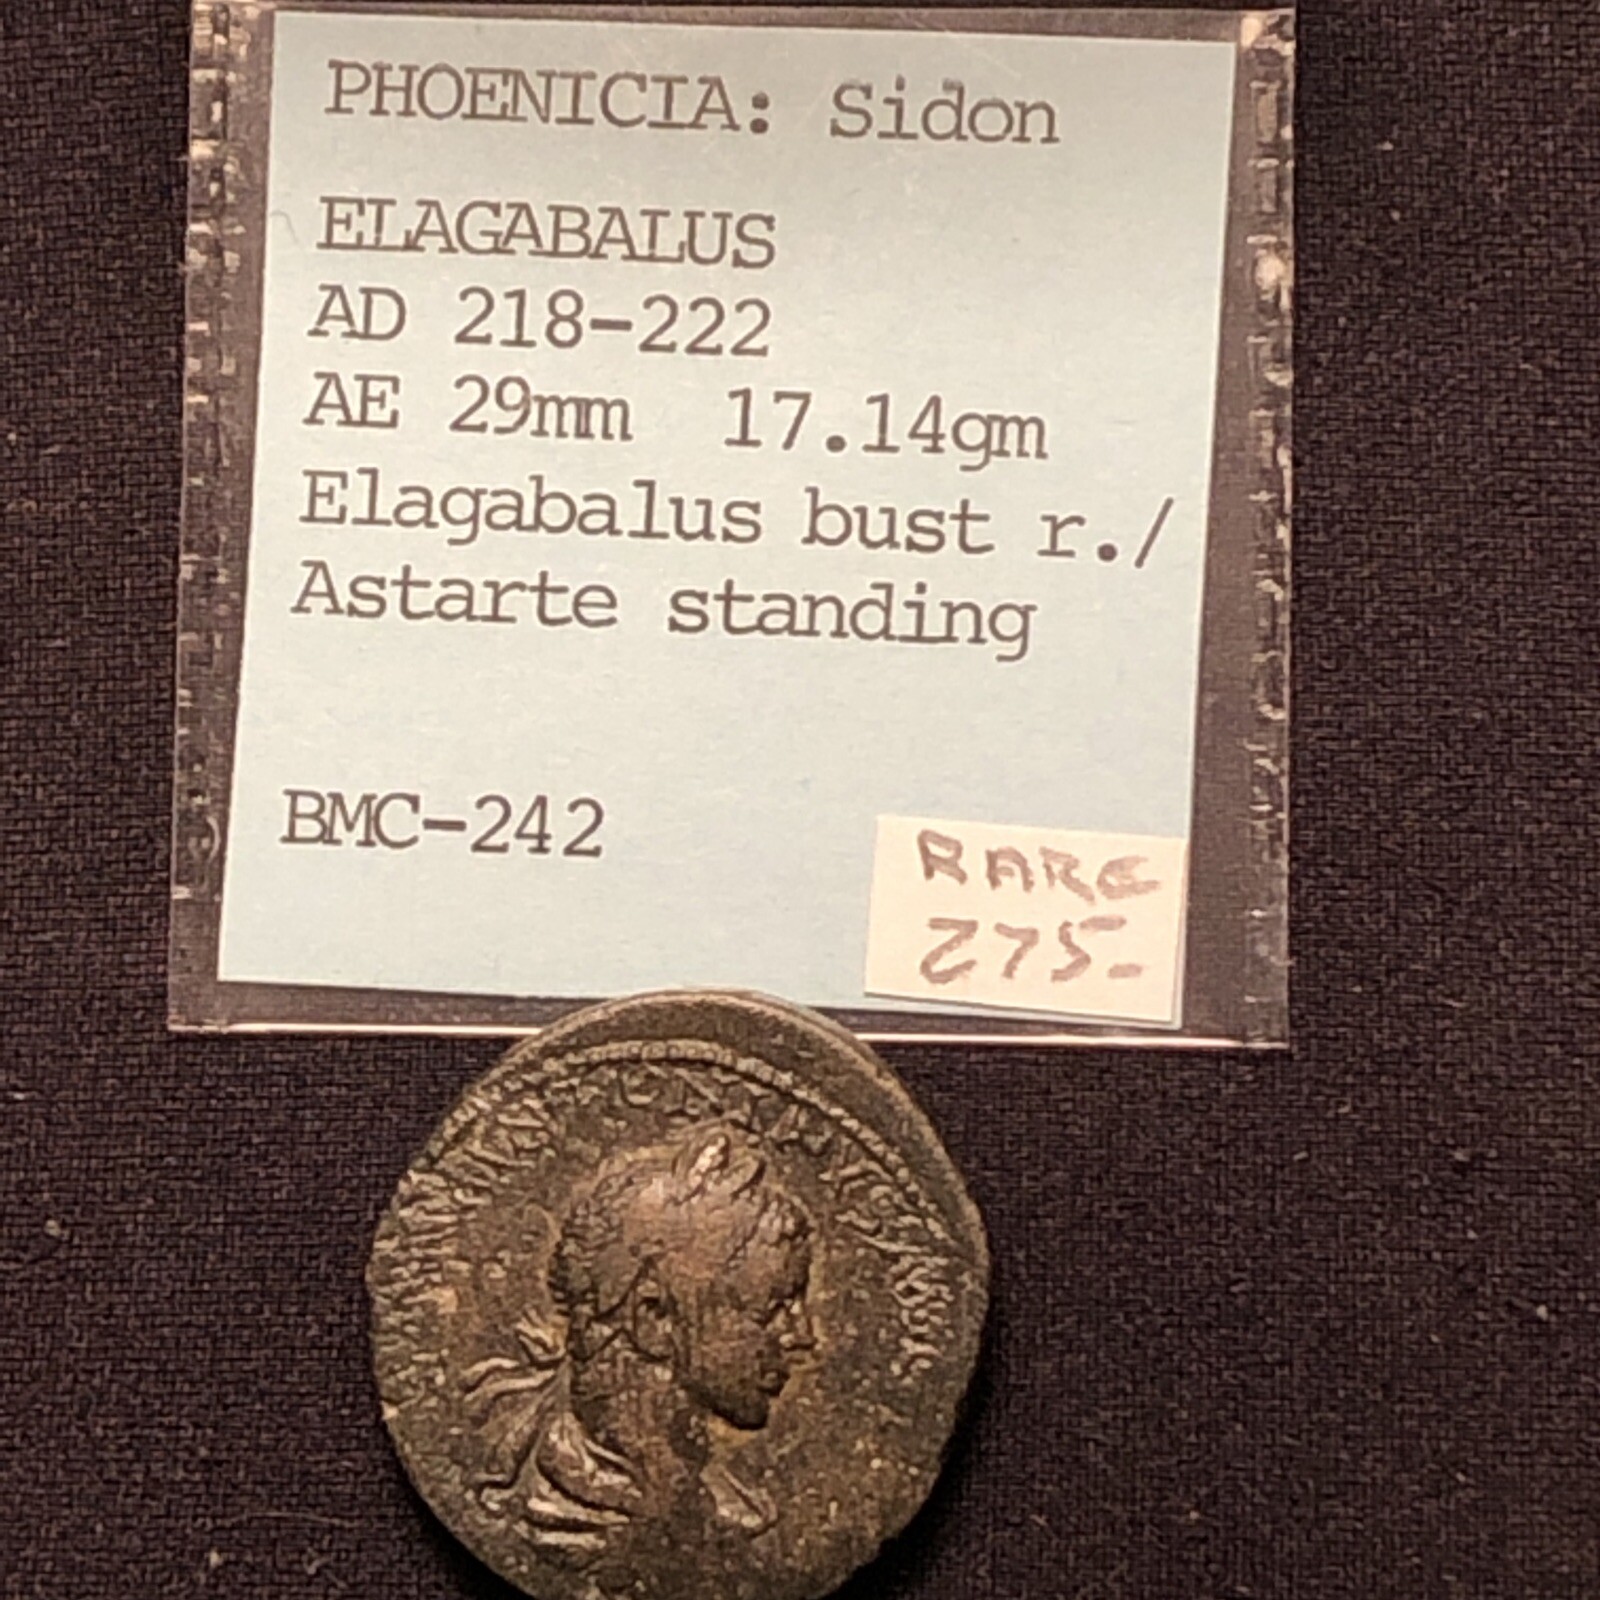 PHOENICIA: Sidon
ELAGABALUS
AD 218-222
AE 29mm 17.14gm
Elagabalus bust r./
Astarte standing
BMC-242
RARE
275-